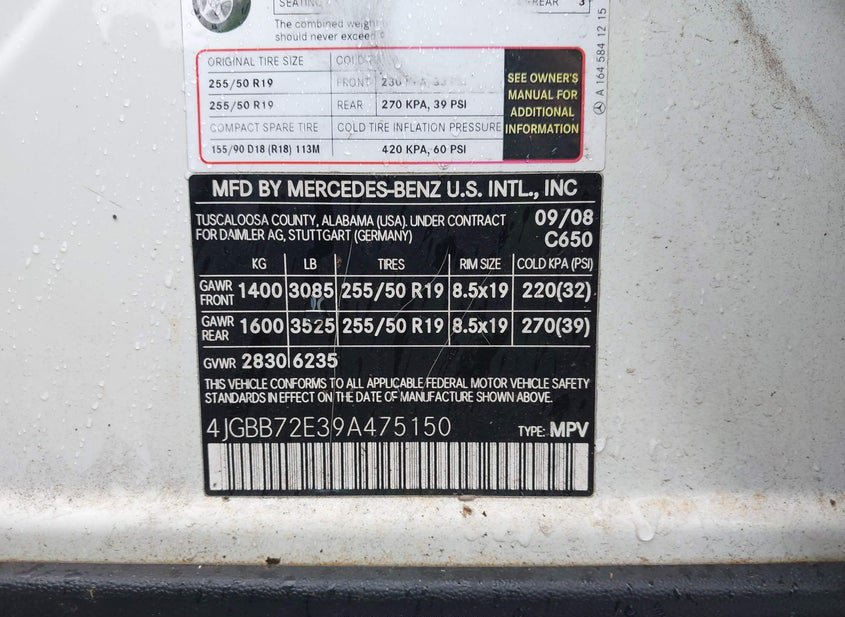 SEATING
REAR 3
The combined weight
should never exceed
ORIGINAL TIRE SIZE COLD
255/50 R19 FRONT 230 KPA, 33 PSI
255/50 R19 REAR 270 KPA, 39 PSI
COMPACT SPARE TIRE COLD TIRE INFLATION PRESSURE
155/90 D18 (R18) 113M 420 KPA, 60 PSI
SEE OWNER'S
MANUAL FOR
ADDITIONAL
INFORMATION
A 164 584 12 15
MFD BY MERCEDES-BENZ U.S. INTL., INC
TUSCALOOSA COUNTY, ALABAMA (USA). UNDER CONTRACT 09/08
FOR DAIMLER AG, STUTTGART (GERMANY) C650
KG LB TIRES RIM SIZE COLD KPA (PSI)
GAWR FRONT 1400 3085 255/50 R19 8.5x19 220(32)
GAWR REAR 1600 3525 255/50 R19 8.5x19 270(39)
GVWR 2830 6235
THIS VEHICLE CONFORMS TO ALL APPLICABLE FEDERAL MOTOR VEHICLE SAFETY
STANDARDS IN EFFECT ON THE DATE OF MANUFACTURE SHOWN ABOVE.
4JGBB72E39A475150 TYPE: MPV